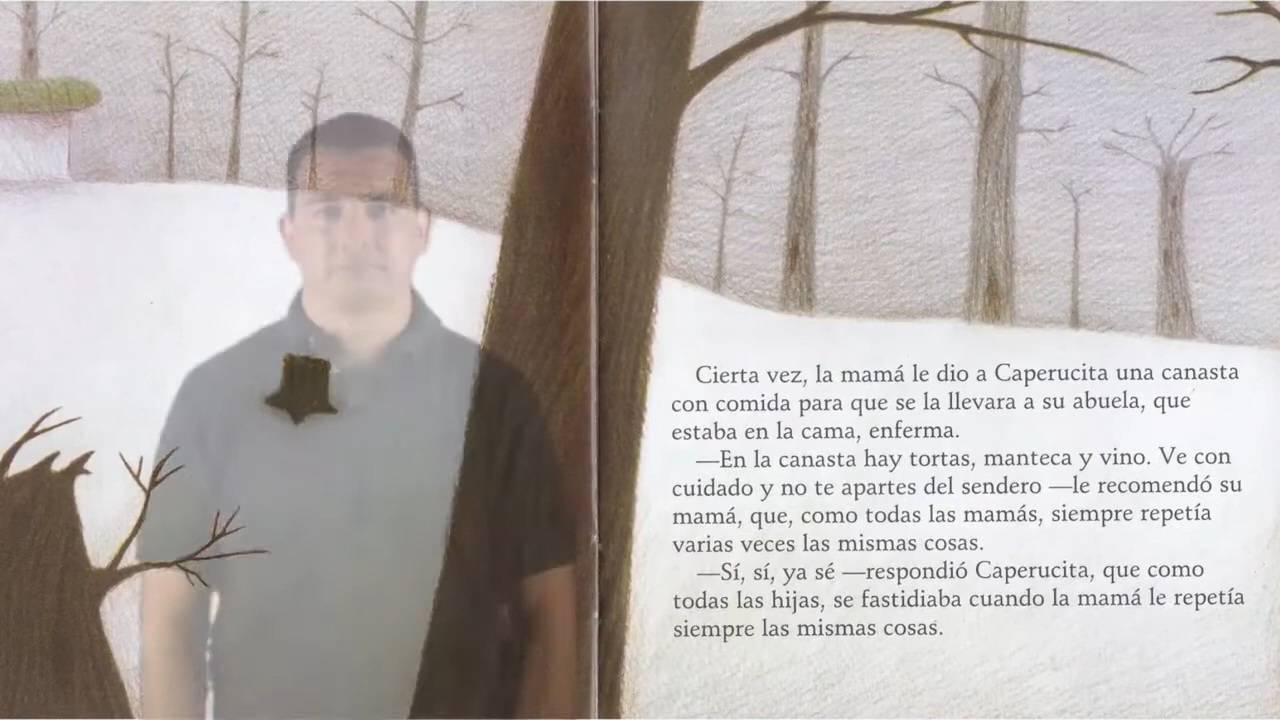 Cierta vez, la mamá le dio a Caperucita una canasta
con comida para que se la llevara a su abuela, que
estaba en la cama, enferma.
—En la canasta hay tortas, manteca y vino. Ve con
cuidado y no te apartes del sendero —le recomendó su
mamá, que, como todas las mamás, siempre repetía
varias veces las mismas cosas.
—Sí, sí, ya sé —respondió Caperucita, que como
todas las hijas, se fastidiaba cuando la mamá le repetía
siempre las mismas cosas.